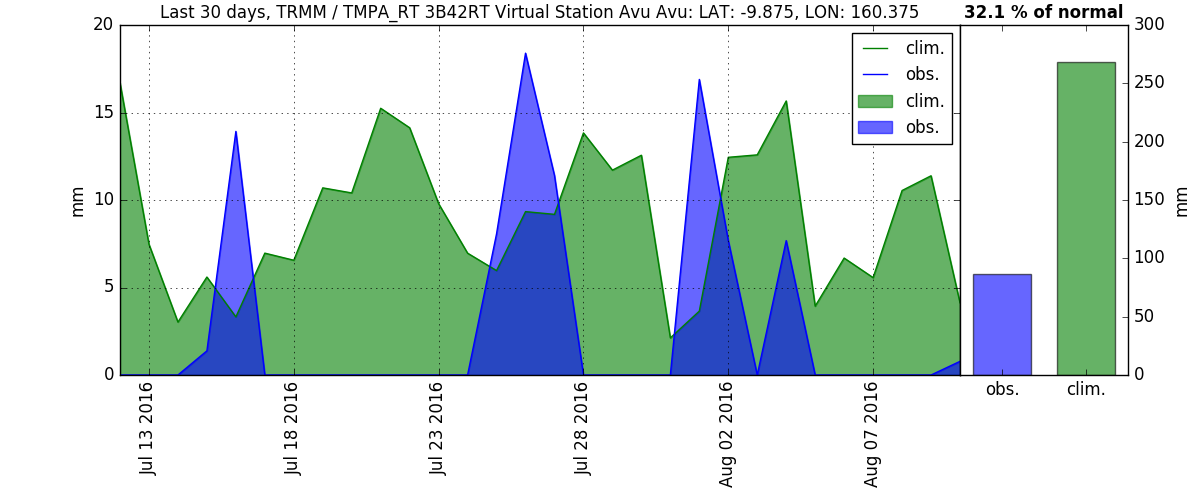 Last 30 days, TRMM / TMPA_RT 3B42RT Virtual Station Avu Avu: LAT: -9.875, LON: 160.375
32.1 % of normal
20
15
10
5
0
mm
clim.
obs.
clim.
obs.
Jul 13 2016
Jul 18 2016
Jul 23 2016
Jul 28 2016
Aug 02 2016
Aug 07 2016
300
250
200
150
100
50
0
mm
obs.
clim.